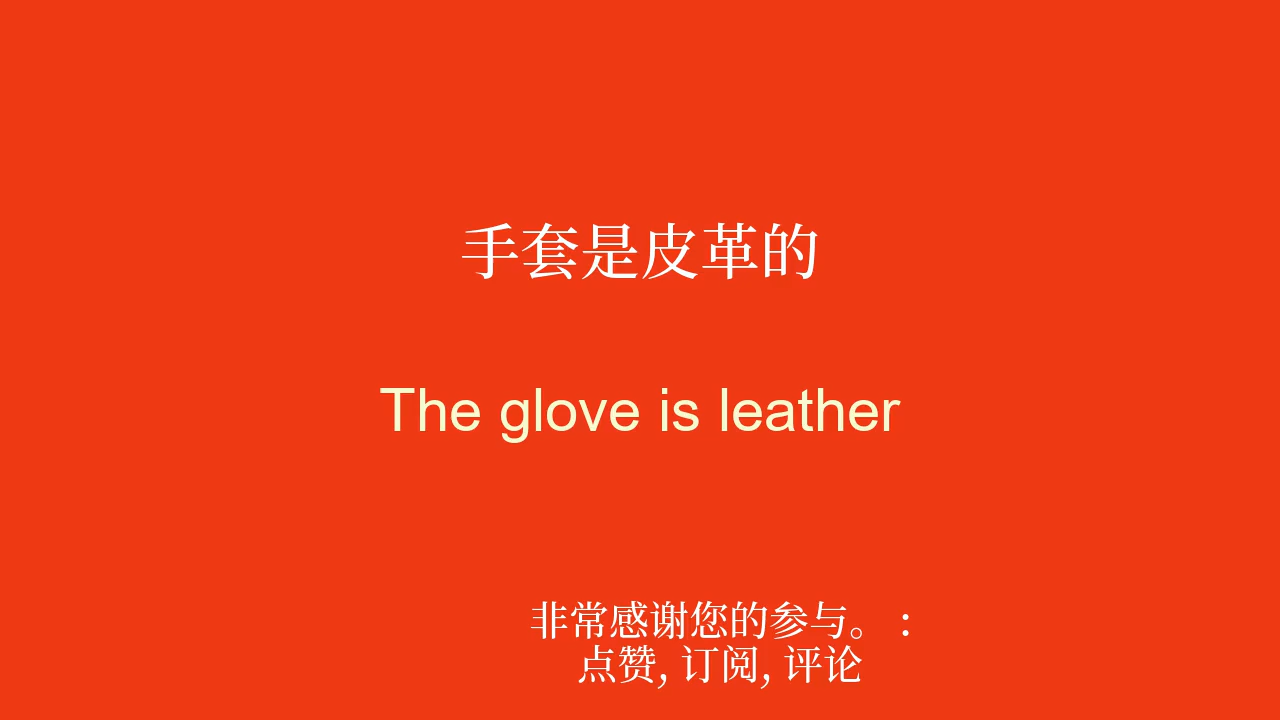 手套是皮革的
The glove is leather
非常感谢您的参与。 :
点赞, 订阅, 评论